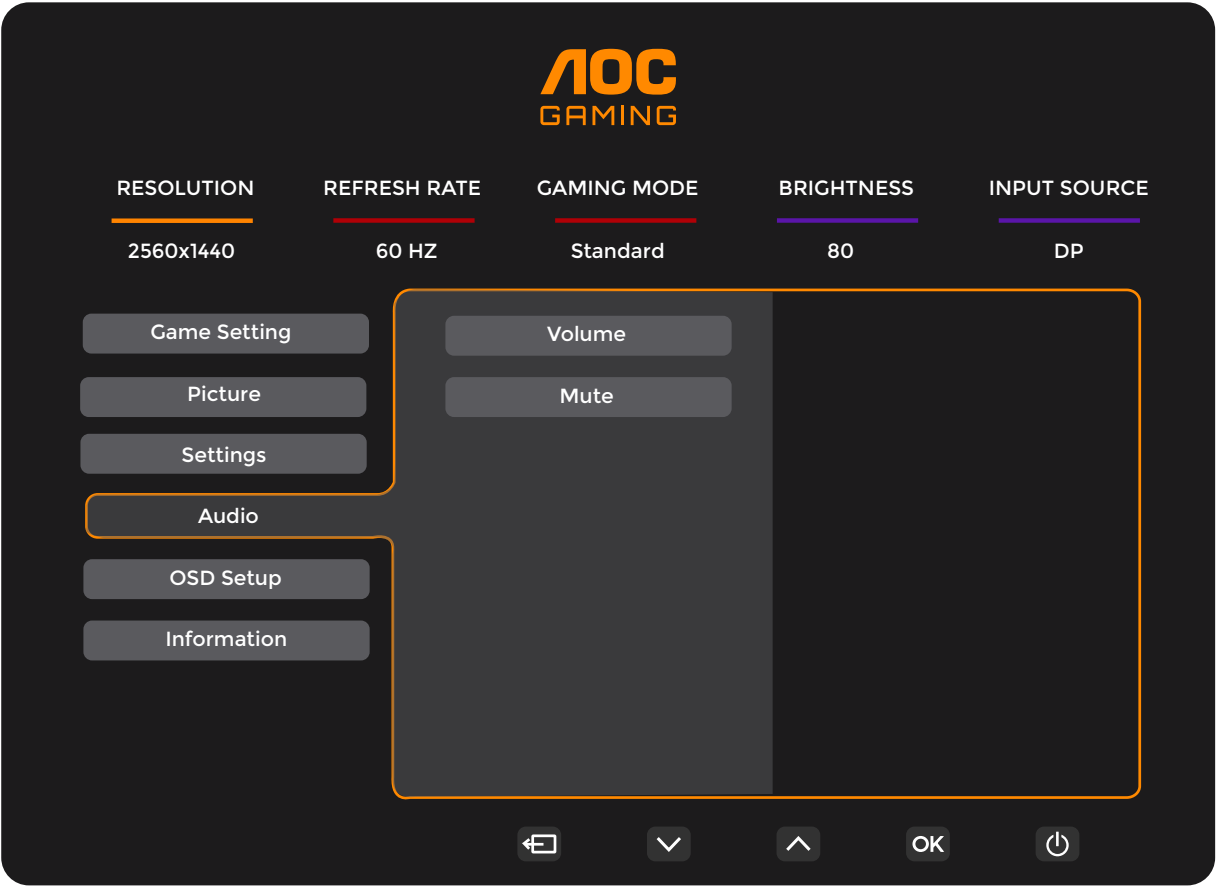 AOC
GAMING
RESOLUTION REFRESH RATE GAMING MODE BRIGHTNESS INPUT SOURCE
2560x1440 60 HZ Standard 80 DP
Game Setting
Picture
Settings
Audio
OSD Setup
Information
Volume
Mute
OK